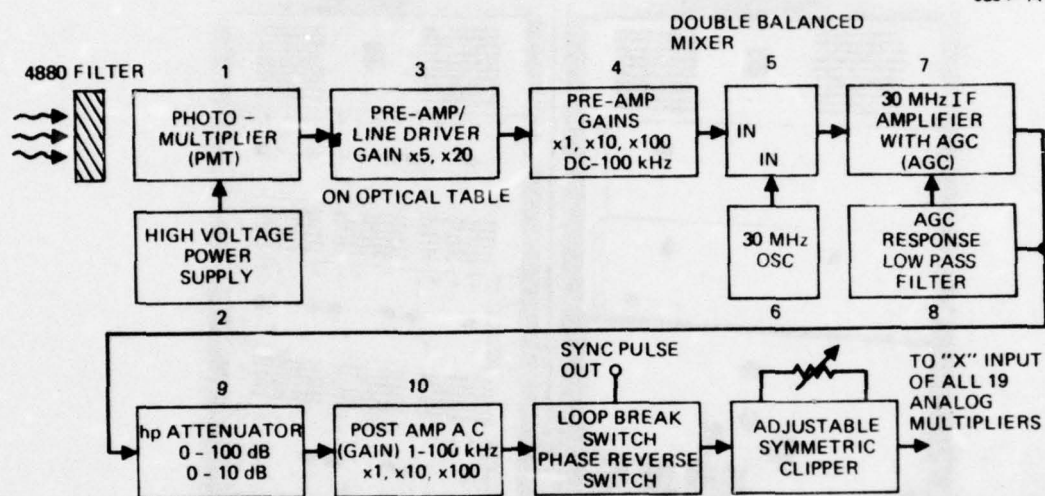 DOUBLE BALANCED
MIXER
4880 FILTER
1
3
4
5
7
PHOTO -
MULTIPLIER
(PMT)
PRE-AMP/
LINE DRIVER
GAIN x5, x20
PRE-AMP
GAINS
x1, x10, x100
DC-100 kHz
IN
IN
30 MHz I F
AMPLIFIER
WITH AGC
(AGC)
ON OPTICAL TABLE
HIGH VOLTAGE
POWER
SUPPLY
30 MHz
OSC
AGC
RESPONSE
LOW PASS
FILTER
2
6
8
SYNC PULSE
OUT
TO "X" INPUT
OF ALL 19
ANALOG
MULTIPLIERS
9
10
hp ATTENUATOR
0 - 100 dB
0 - 10 dB
POST AMP A C
(GAIN) 1-100 kHz
x1, x10, x100
LOOP BREAK
SWITCH
PHASE REVERSE
SWITCH
ADJUSTABLE
SYMMETRIC
CLIPPER